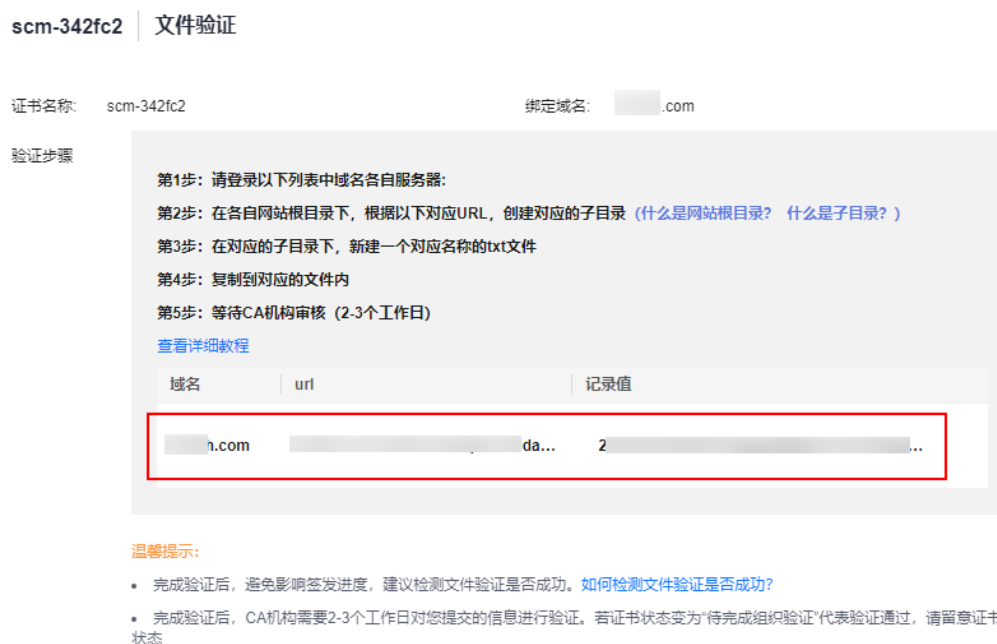 scm-342fc2 文件验证
证书名称: scm-342fc2 绑定域名: .com
验证步骤
第1步：请登录以下列表中域名各自服务器:
第2步：在各自网站根目录下，根据以下对应URL，创建对应的子目录（什么是网站根目录？ 什么是子目录？）
第3步：在对应的子目录下，新建一个对应名称的txt文件
第4步：复制到对应的文件内
第5步：等待CA机构审核（2-3个工作日)
查看详细教程
域名 url 记录值
h.com da... 2...
温馨提示:
• 完成验证后，避免影响签发进度，建议检测文件验证是否成功。如何检测文件验证是否成功？
• 完成验证后，CA机构需要2-3个工作日对您提交的信息进行验证。若证书状态变为“待完成组织验证”代表验证通过，请留意证书
状态